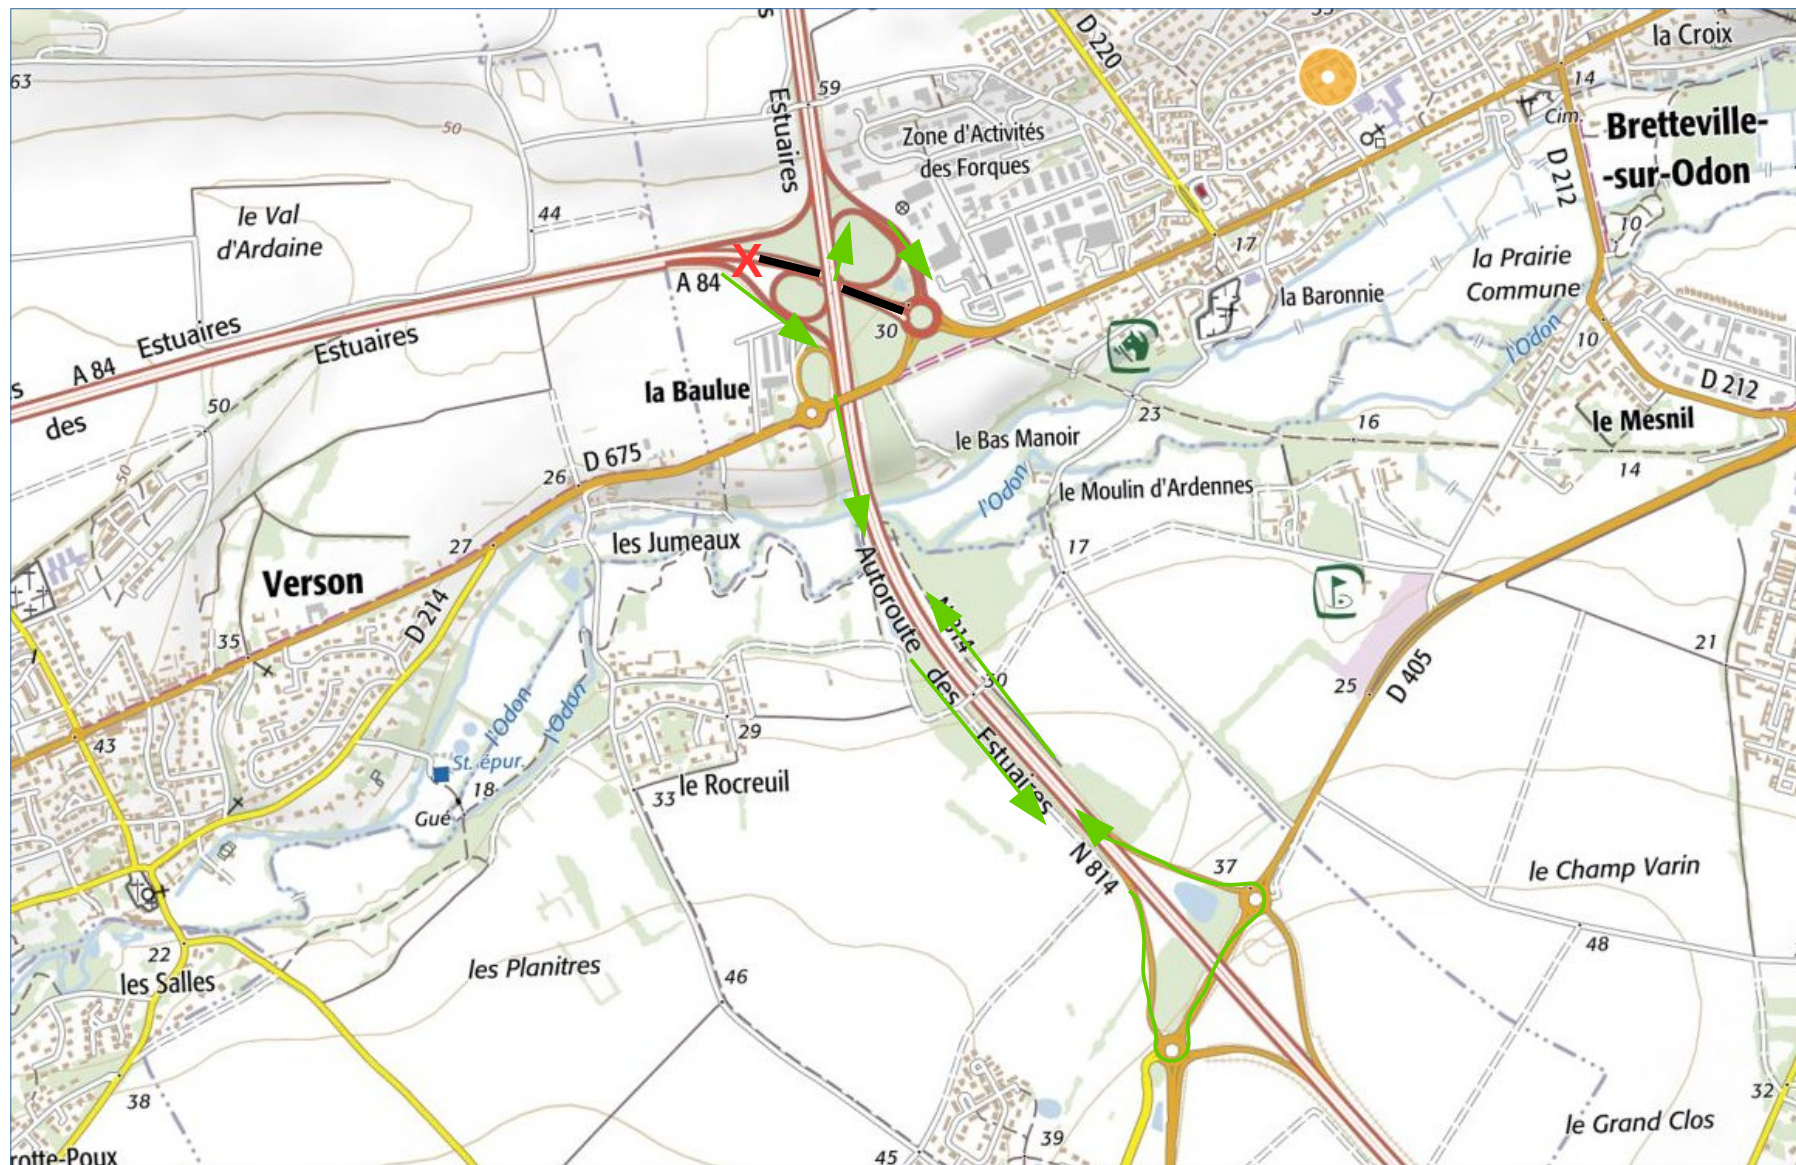 la Croix
D 220
63
59
14
Cim.
Bretteville-
-sur-Odon
50
Estuaires
Zone d'Activités
des Forques
D 212
le Val
d'Ardaine
44
10
17
la Prairie
Commune
X
A 84
la Baronnie
30
Estuaires
Estuaires
l'Odon
10
A 84
D 212
la Baulue
des
50
23
16
le Mesnil
le Bas Manoir
14
D 675
50
26
l'Odon
le Moulin d'Ardennes
27
les Jumeaux
17
Verson
Autoroute des Estuaires
N 814
D 214
35
21
50
D 405
25
l'Odon
l'Odon
43
29
St. épur.
18
33
le Rocreuil
Gué
N 814
37
le Champ Varin
48
22
les Salles
les Planitres
46
38
32
le Grand Clos
39
45
rotte-Poux